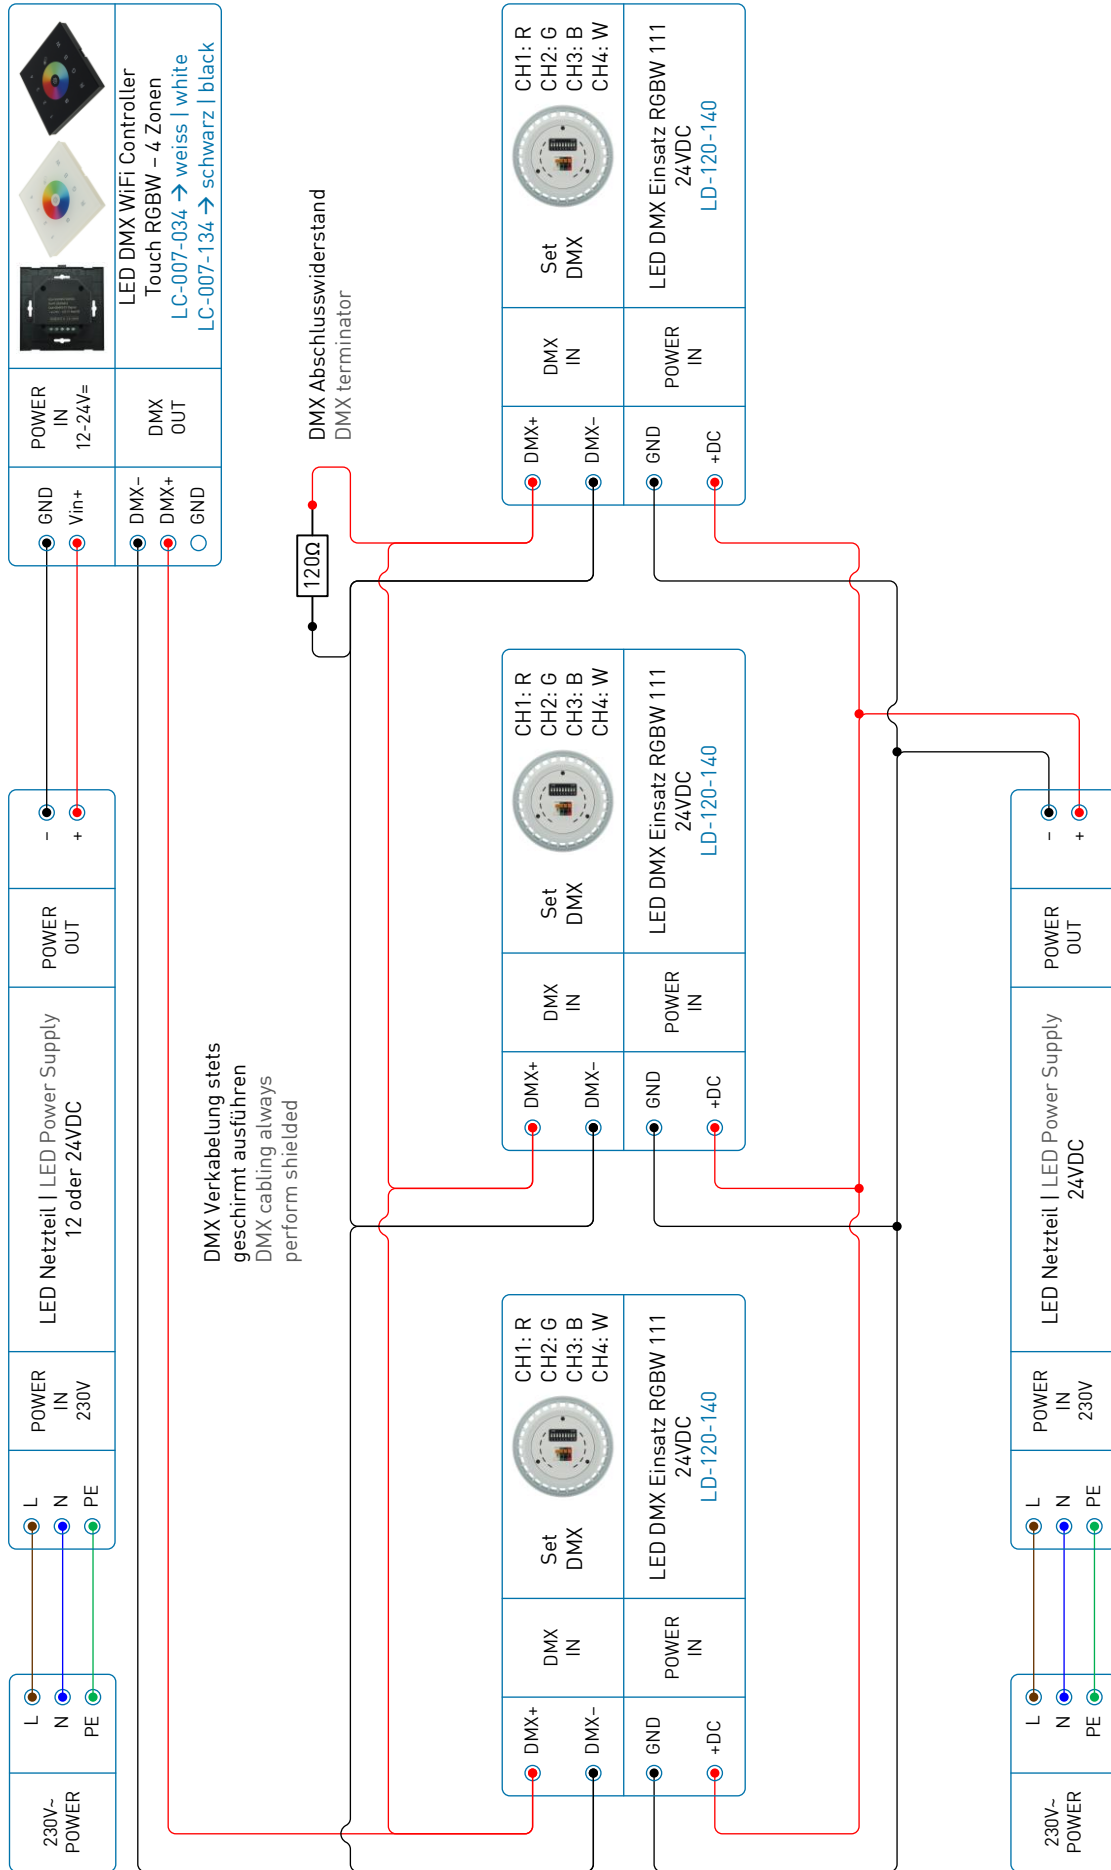 230V~
POWER
L
N
PE
L
N
PE
POWER
IN
230V
LED Netzteil | LED Power Supply
12 oder 24VDC
POWER
OUT
–
+
GND
Vin+
POWER
IN
12-24V=
DMX–
DMX+
GND
DMX
OUT
LED DMX WiFi Controller
Touch RGBW – 4 Zonen
LC-007-034 → weiss | white
LC-007-134 → schwarz | black
DMX Verkabelung stets
geschirmt ausführen
DMX cabling always
perform shielded
120Ω
DMX Abschlusswiderstand
DMX terminator
DMX+
DMX–
GND
+DC
DMX
IN
POWER
IN
Set
DMX
CH1: R
CH2: G
CH3: B
CH4: W
LED DMX Einsatz RGBW 111
24VDC
LD-120-140
DMX+
DMX–
GND
+DC
DMX
IN
POWER
IN
Set
DMX
CH1: R
CH2: G
CH3: B
CH4: W
LED DMX Einsatz RGBW 111
24VDC
LD-120-140
DMX+
DMX–
GND
+DC
DMX
IN
POWER
IN
Set
DMX
CH1: R
CH2: G
CH3: B
CH4: W
LED DMX Einsatz RGBW 111
24VDC
LD-120-140
230V~
POWER
L
N
PE
L
N
PE
POWER
IN
230V
LED Netzteil | LED Power Supply
24VDC
POWER
OUT
–
+